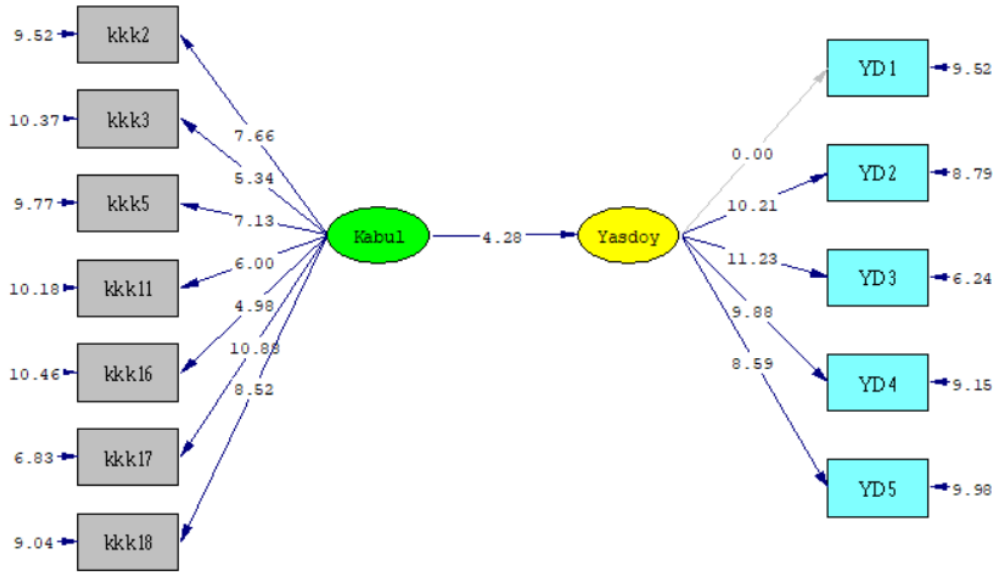 9.52
kkk2
10.37
kkk3
9.77
kkk5
10.18
kkk11
10.46
kkk16
6.83
kkk17
9.04
kkk18
7.66
5.34
7.13
6.00
4.98
10.88
8.52
Kabul
4.28
Yasdoy
0.00
10.21
11.23
9.88
8.59
YD1
9.52
YD2
8.79
YD3
6.24
YD4
9.15
YD5
9.98